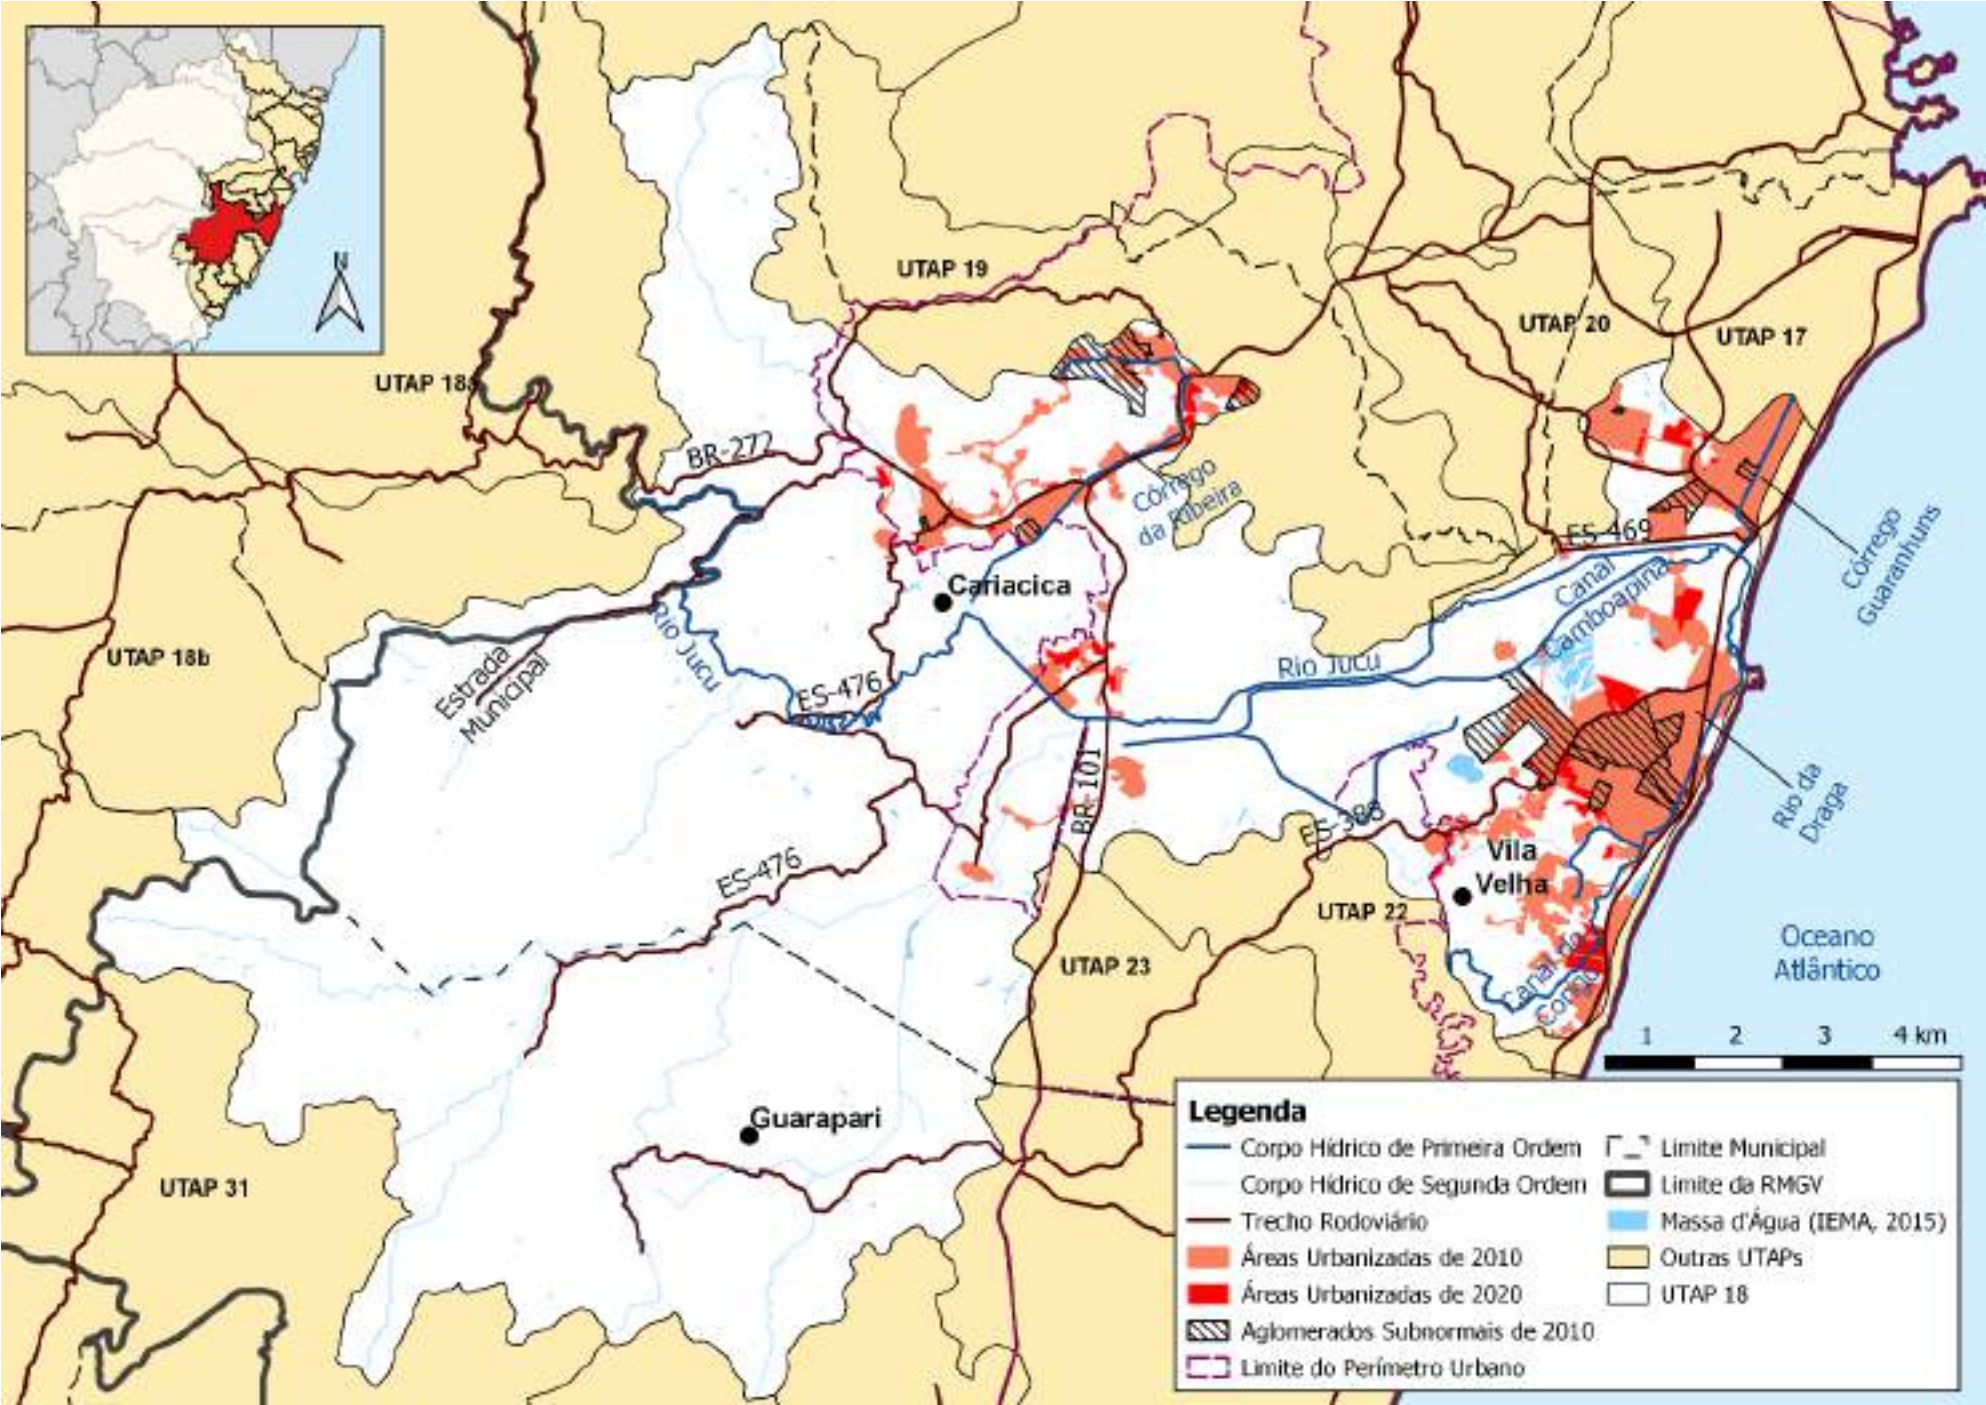 N
UTAP 19
UTAP 20
UTAP 17
UTAP 18a
BR-277
Córrego
da Ribeira
ES-469
Córrego
Guaranhuns
Canal
Camboapina
Cariacica
Rio Jucu
UTAP 18b
Estrada
Municipal
Rio Jucu
ES-476
BR-101
Rio da
Draga
ES-388
Vila
Velha
ES-476
UTAP 22
UTAP 23
Canal do
Congo
Oceano
Atlântico
1 2 3 4 km
Guarapari
UTAP 31
Legenda
Corpo Hídrico de Primeira Ordem
Corpo Hídrico de Segunda Ordem
Trecho Rodoviário
Áreas Urbanizadas de 2010
Áreas Urbanizadas de 2020
Aglomerados Subnormais de 2010
Limite do Perímetro Urbano
Limite Municipal
Limite da RMGV
Massa d'Água (IEMA, 2015)
Outras UTAPs
UTAP 18